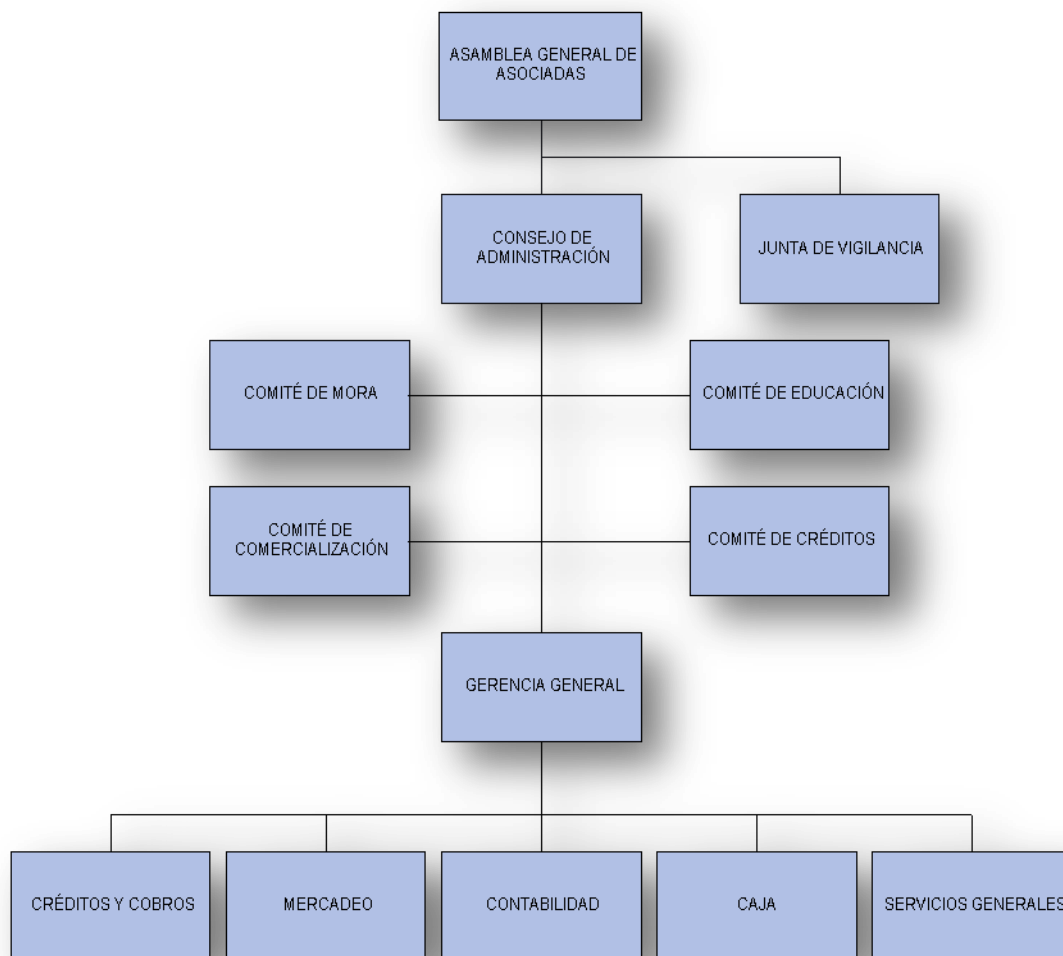 ASAMBLEA GENERAL DE
ASOCIADAS
CONSEJO DE
ADMINISTRACIÓN
JUNTA DE VIGILANCIA
COMITÉ DE MORA
COMITÉ DE EDUCACIÓN
COMITÉ DE
COMERCIALIZACIÓN
COMITÉ DE CRÉDITOS
GERENCIA GENERAL
CRÉDITOS Y COBROS
MERCADEO
CONTABILIDAD
CAJA
SERVICIOS GENERALES